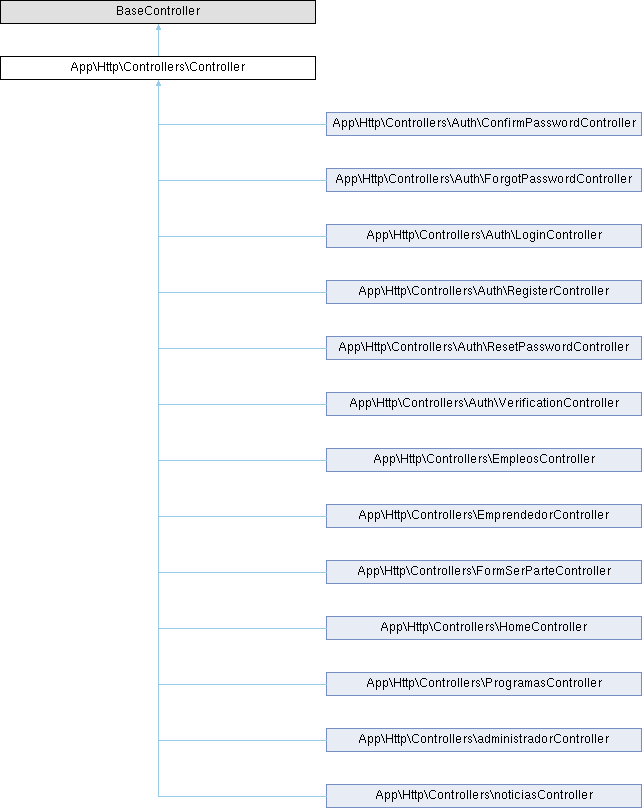 BaseController
App\Http\Controllers\Controller
App\Http\Controllers\Auth\ConfirmPasswordController
App\Http\Controllers\Auth\ForgotPasswordController
App\Http\Controllers\Auth\LoginController
App\Http\Controllers\Auth\RegisterController
App\Http\Controllers\Auth\ResetPasswordController
App\Http\Controllers\Auth\VerificationController
App\Http\Controllers\EmpleosController
App\Http\Controllers\EmprendedorController
App\Http\Controllers\FormSerParteController
App\Http\Controllers\HomeController
App\Http\Controllers\ProgramasController
App\Http\Controllers\administradorController
App\Http\Controllers\noticiasController